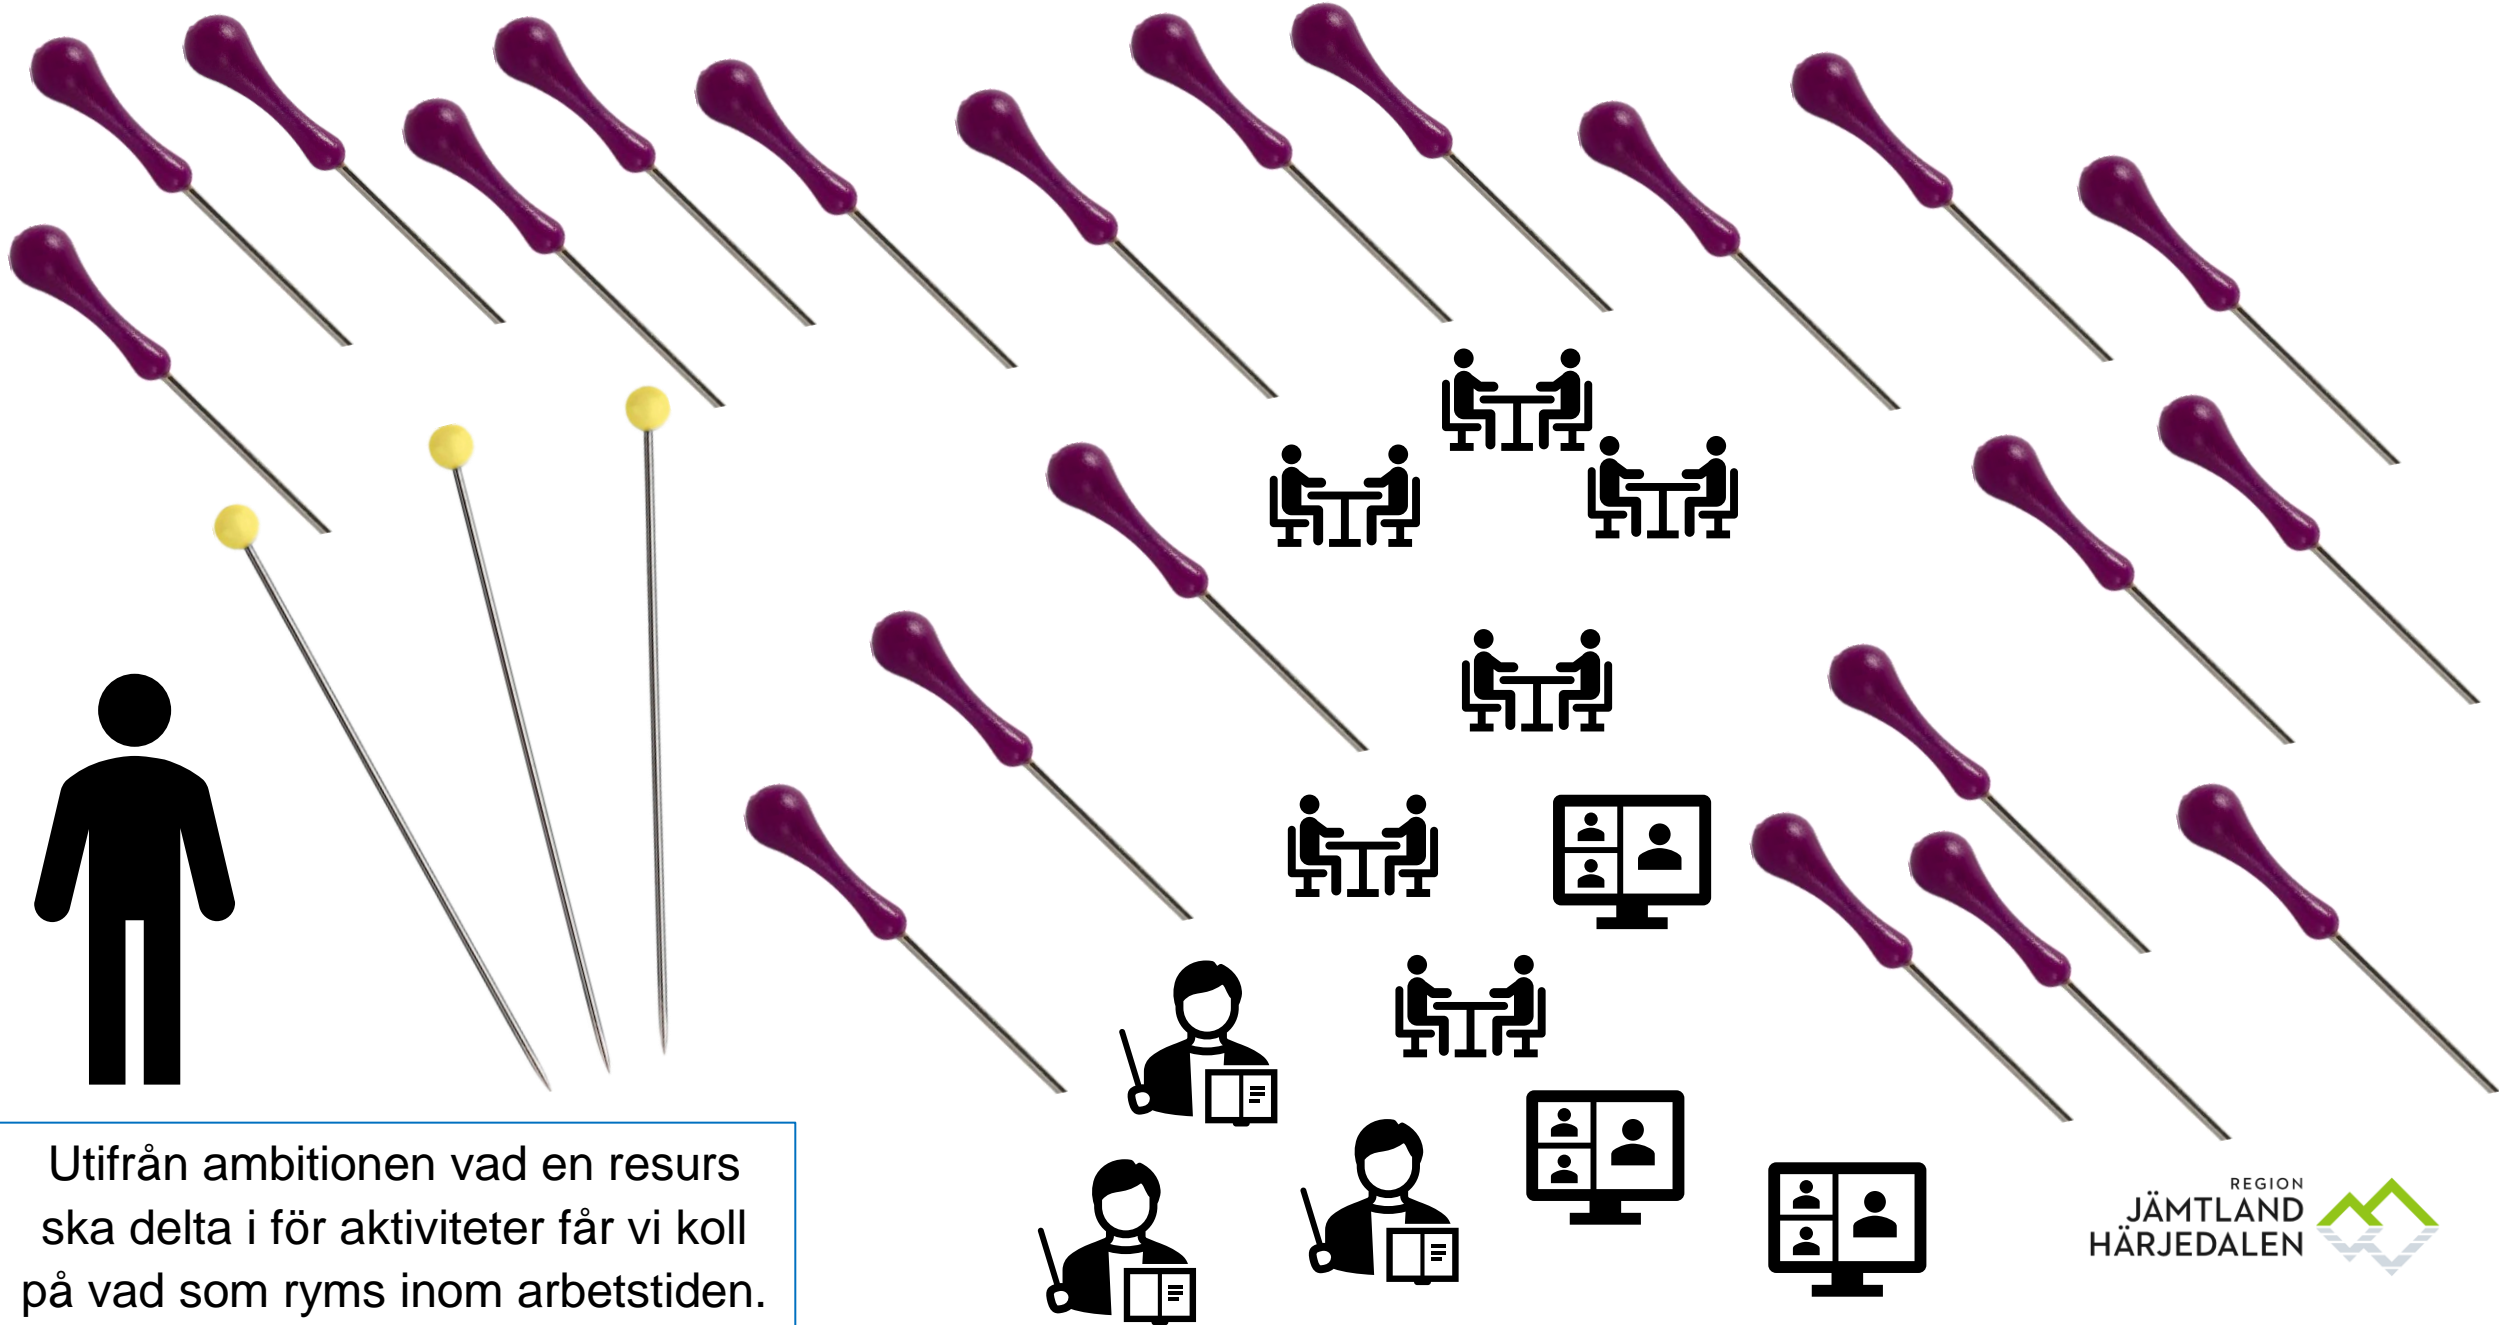 Utifrån ambitionen vad en resurs
ska delta i för aktiviteter får vi koll
på vad som ryms inom arbetstiden.
REGION
JÄMTLAND
HÄRJEDALEN